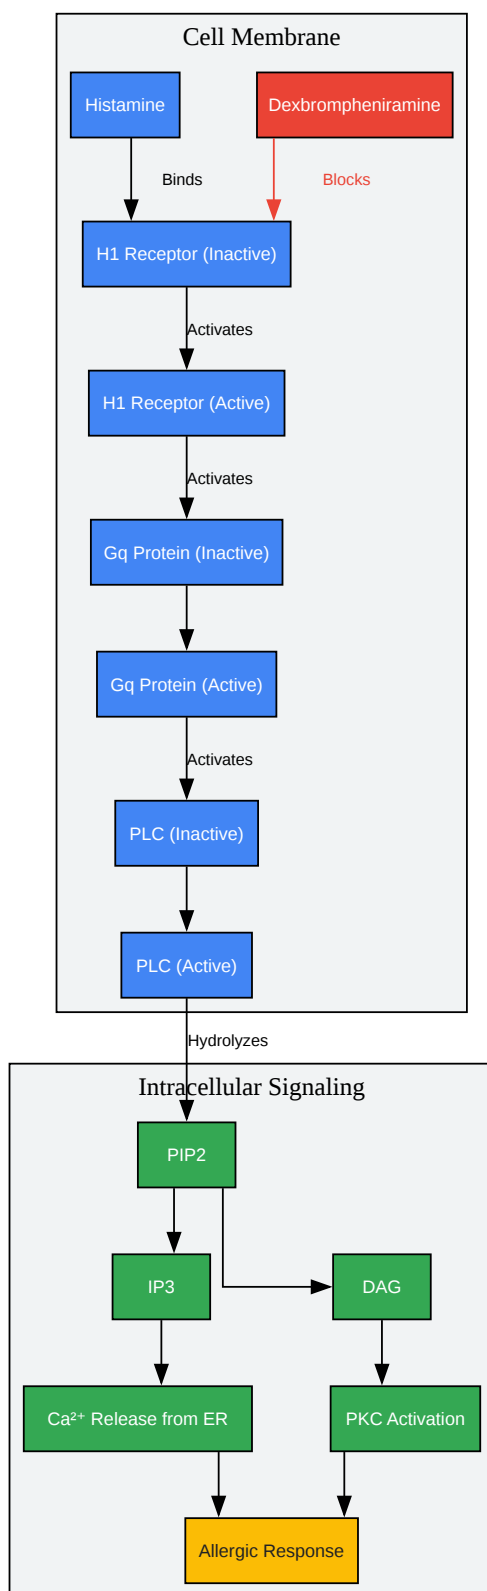 Cell Membrane
Histamine
Dexbrompheniramine
Binds
Blocks
H1 Receptor (Inactive)
Activates
H1 Receptor (Active)
Activates
Gq Protein (Inactive)
Gq Protein (Active)
Activates
PLC (Inactive)
PLC (Active)
Hydrolyzes
Intracellular Signaling
PIP2
IP3
DAG
Ca²⁺ Release from ER
PKC Activation
Allergic Response